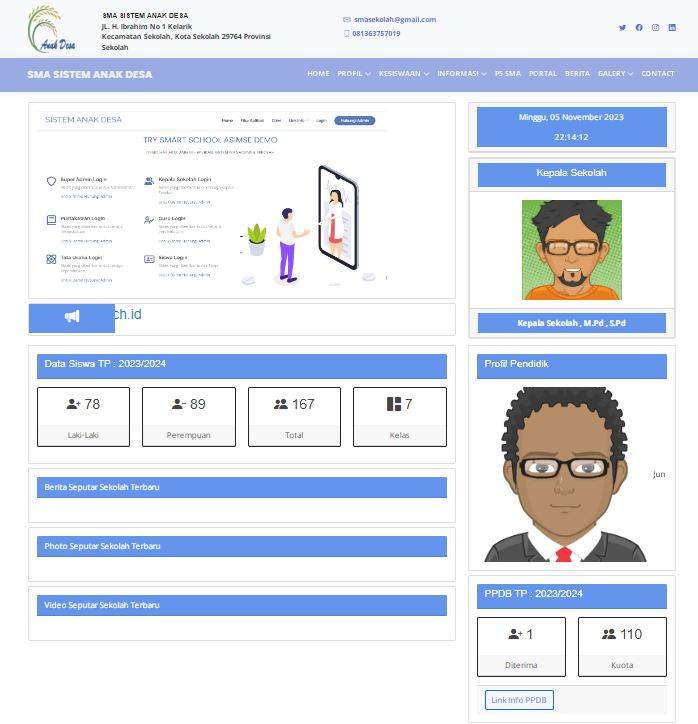 Anak Desa
SMA SISTEM ANAK DESA
JL. H. Ibrahim No 1 Kelarik
Kecamatan Sekolah, Kota Sekolah 29764 Provinsi
Sekolah
smasekolah@gmail.com
081363757019
SMA SISTEM ANAK DESA
HOME PROFIL KESISWAAN INFORMASI P5 SMA PORTAL BERITA GALERY CONTACT
SISTEM ANAK DESA
Home Fitur Aplikasi Link Info Login Hubungi Admin
TRY SMART SCHOOL ASIMSE DEMO
Super Admin Login
Kepala Sekolah Login
Pustakawan Login
Guru Login
Tata Usaha Login
Siswa Login
ch.id
Data Siswa TP : 2023/2024
78
Laki-Laki
89
Perempuan
167
Total
7
Kelas
Berita Seputar Sekolah Terbaru
Photo Seputar Sekolah Terbaru
Video Seputar Sekolah Terbaru
Minggu, 05 November 2023
22:14:12
Kepala Sekolah
Kepala Sekolah , M.Pd , S.Pd
Profil Pendidik
Jun
PPDB TP : 2023/2024
1
Diterima
110
Kuota
Link Info PPDB